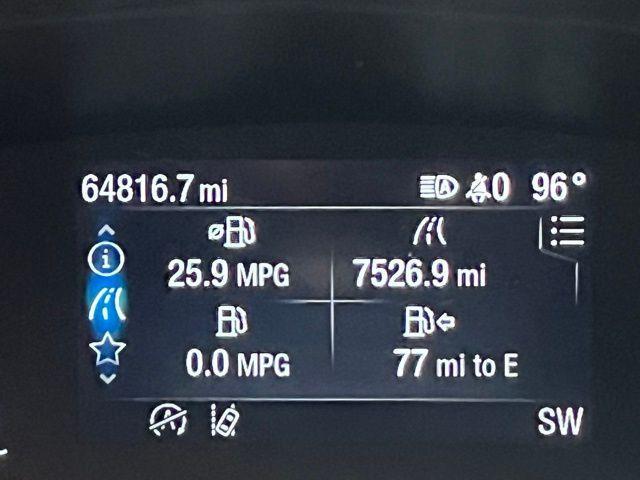 64816.7 mi A 0 96°
i
25.9 MPG 7526.9 mi
0.0 MPG 77 mi to E
A SW